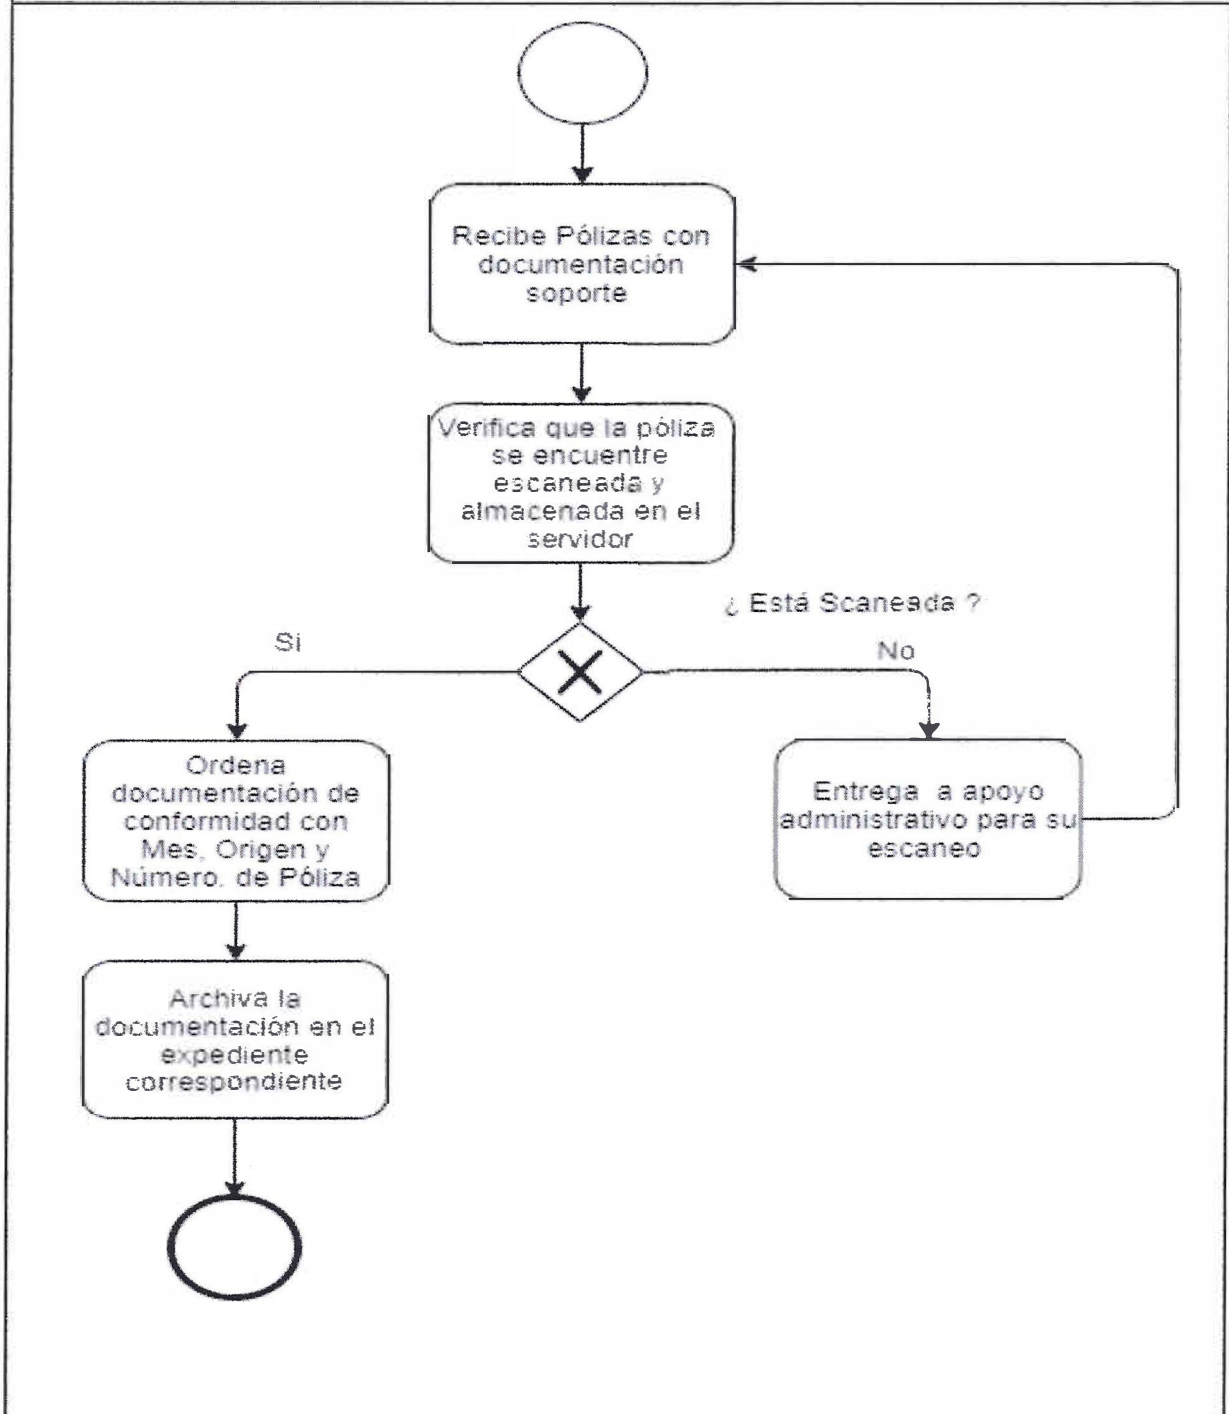 Recibe Pólizas con
documentación
soporte
Verifica que la póliza
se encuentre
escaneada y
almacenada en el
servidor
¿ Está Scaneada ?
Si
No
Ordena
documentación de
conformidad con
Mes, Origen y
Número. de Póliza
Entrega a apoyo
administrativo para su
escaneo
Archiva la
documentación en el
expediente
correspondiente